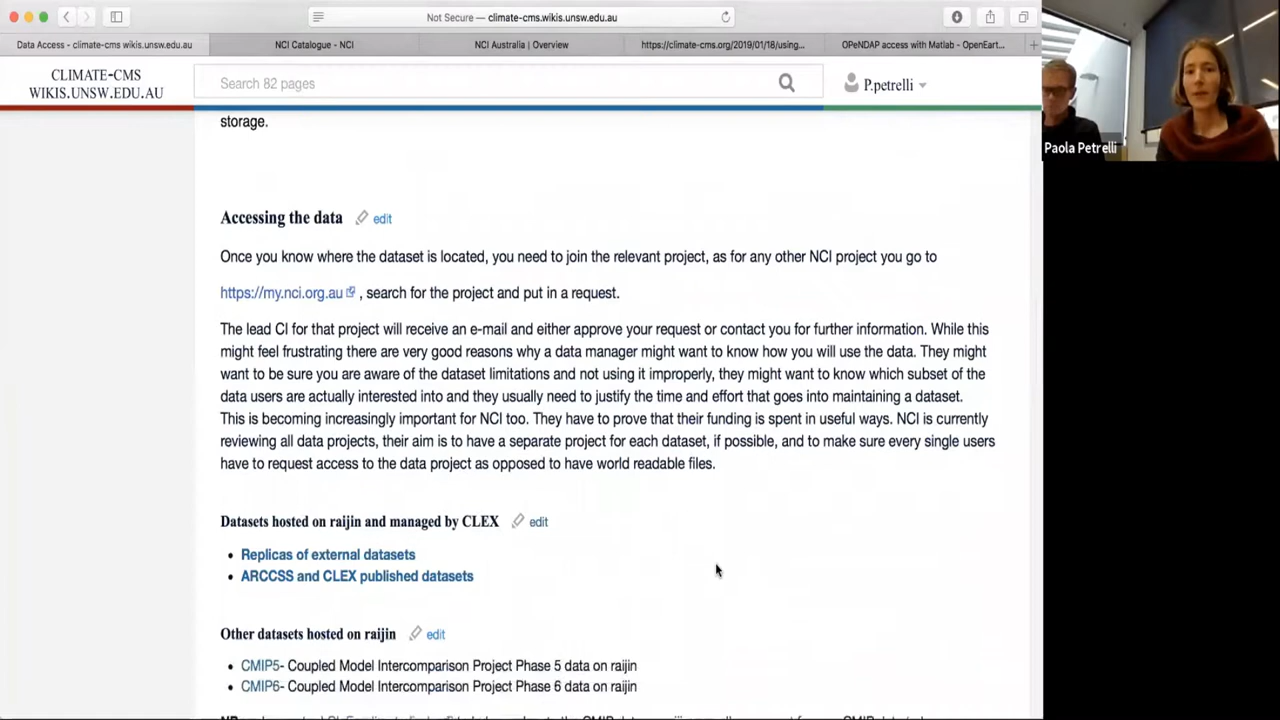 Not Secure — climate-cms.wikis.unsw.edu.au
Data Access - climate-cms wikis.unsw.edu.au
NCI Catalogue - NCI
NCI Australia | Overview
https://climate-cms.org/2019/01/18/using...
OPeNDAP access with Matlab - OpenEart...
CLIMATE-CMS
WIKIS.UNSW.EDU.AU
Search 82 pages
P.petrelli
Paola Petrelli
storage.
Accessing the data edit
Once you know where the dataset is located, you need to join the relevant project, as for any other NCI project you go to
https://my.nci.org.au , search for the project and put in a request.
The lead CI for that project will receive an e-mail and either approve your request or contact you for further information. While this
might feel frustrating there are very good reasons why a data manager might want to know how you will use the data. They might
want to be sure you are aware of the dataset limitations and not using it improperly, they might want to know which subset of the
data users are actually interested into and they usually need to justify the time and effort that goes into maintaining a dataset.
This is becoming increasingly important for NCI too. They have to prove that their funding is spent in useful ways. NCI is currently
reviewing all data projects, their aim is to have a separate project for each dataset, if possible, and to make sure every single users
have to request access to the data project as opposed to have world readable files.
Datasets hosted on raijin and managed by CLEX edit
• Replicas of external datasets
• ARCCSS and CLEX published datasets
Other datasets hosted on raijin edit
• CMIP5- Coupled Model Intercomparison Project Phase 5 data on raijin
• CMIP6- Coupled Model Intercomparison Project Phase 6 data on raijin